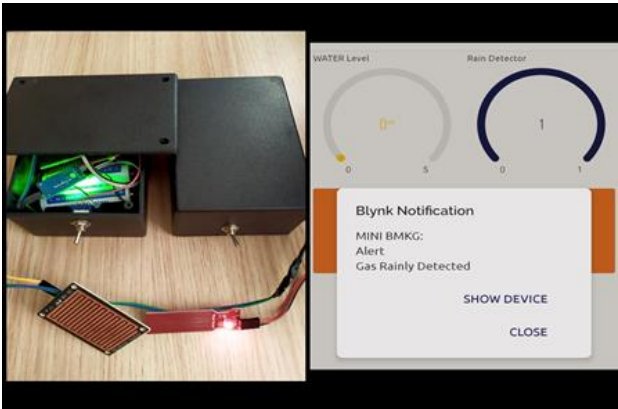 WATER Level
Rain Detector
1
0
5
0
1
Blynk Notification
MINI BMKG:
Alert
Gas Rainly Detected
SHOW DEVICE
CLOSE